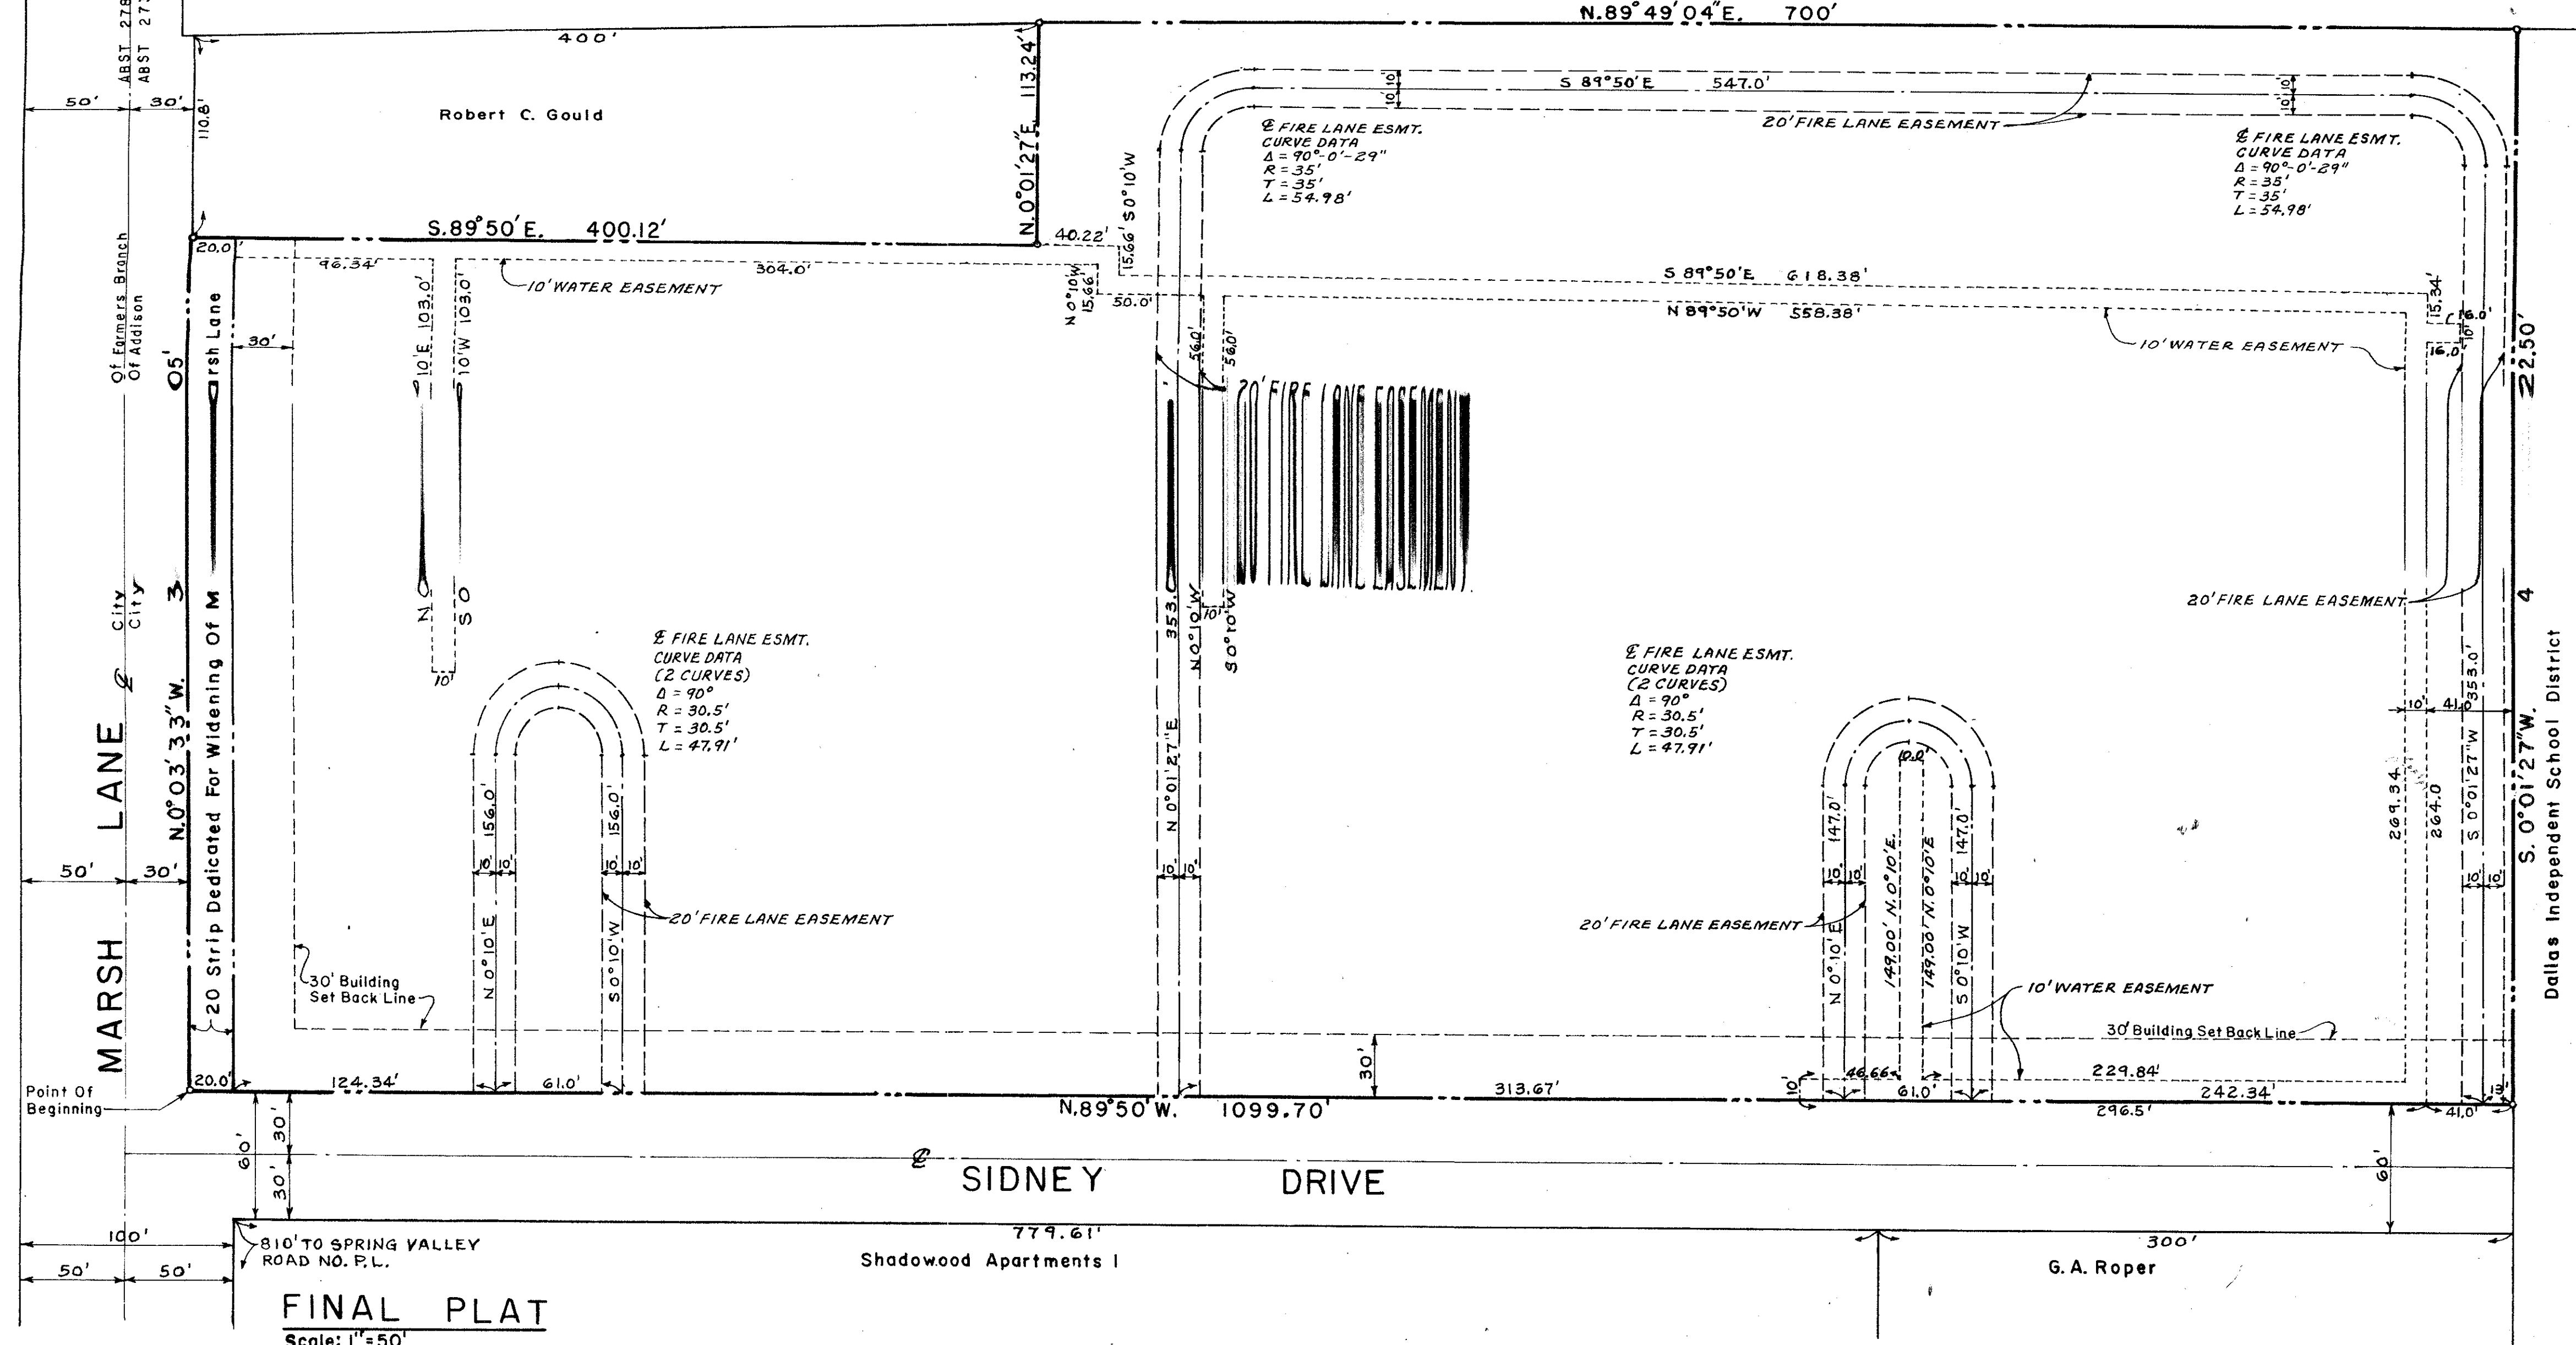 ABST 278
ABST 27
N.89°49'04"E. 700'
400'
50'
30'
110.8'
Robert C. Gould
N.0°01'27"E. 113.24'
S 89°50'E 547.0'
10'
10'
10'
10'
20' FIRE LANE EASEMENT
℄ FIRE LANE ESMT.
CURVE DATA
Δ = 90°-0'-29"
R = 35'
T = 35'
L = 54.98'
℄ FIRE LANE ESMT.
CURVE DATA
Δ = 90°-0'-29"
R = 35'
T = 35'
L = 54.98'
S.89°50'E. 400.12'
20.0'
96.34'
304.0'
10' WATER EASEMENT
40.22'
15.66' S0°10'W
N 0°10'W
15.66'
50.0'
S 89°50'E 618.38'
N 89°50'W 558.38'
15.34'
16.0'
10'
16.0'
10' WATER EASEMENT
Of Farmers Branch
Of Addison
City
City
30'
10'E 103.0'
10'W 103.0'
N 0
S 0
10'
56.0'
56.0'
20' FIRE LANE EASEMENT
N 0°10'W
S 0°10'W
10'
353.0
N 0°01'27"E
10'
10'
20' FIRE LANE EASEMENT
22.50'
4
S. 0°01'27"W.
Dallas Independent School District
MARSH LANE ℄
N.0°03'33"W. 3 05'
20 Strip Dedicated For Widening Of M rsh Lane
℄ FIRE LANE ESMT.
CURVE DATA
(2 CURVES)
Δ = 90°
R = 30.5'
T = 30.5'
L = 47.91'
℄ FIRE LANE ESMT.
CURVE DATA
(2 CURVES)
Δ = 90°
R = 30.5'
T = 30.5'
L = 47.91'
N 0°10'E 156.0'
S 0°10'W 156.0'
10'
10'
10'
10'
20' FIRE LANE EASEMENT
20' FIRE LANE EASEMENT
N 0°10'E 147.0'
149.00' N.0°10'E.
149.00' N.0°10'E
S 0°10'W 147.0'
10'
10'
10'
10'
10' WATER EASEMENT
10'
41.0'
269.34
264.0
S 0°01'27"W 353.0'
10'
10'
50'
30'
30' Building
Set Back Line
30' Building Set Back Line
30'
Point Of
Beginning
20.0'
124.34'
61.0'
N.89°50'W. 1099.70'
313.67'
10'
46.66
61.0'
229.84'
242.34'
296.5'
13'
41.0'
60'
30'
30'
℄ SIDNEY DRIVE
60'
779.61'
300'
100'
50'
50'
810' TO SPRING VALLEY
ROAD NO. P.L.
Shadowood Apartments I
G. A. Roper
FINAL PLAT
Scale: 1"=50'